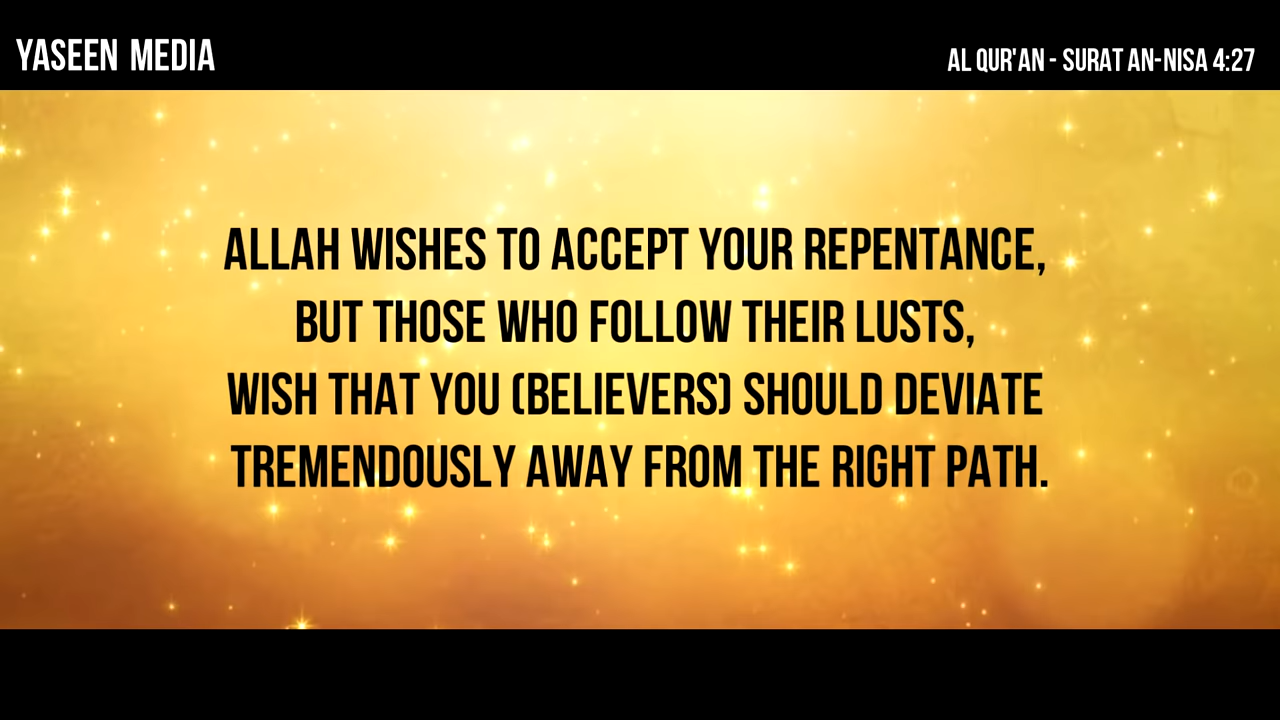 YASEEN MEDIA
AL QUR'AN - SURAT AN-NISA 4:27
ALLAH WISHES TO ACCEPT YOUR REPENTANCE,
BUT THOSE WHO FOLLOW THEIR LUSTS,
WISH THAT YOU (BELIEVERS) SHOULD DEVIATE
TREMENDOUSLY AWAY FROM THE RIGHT PATH.